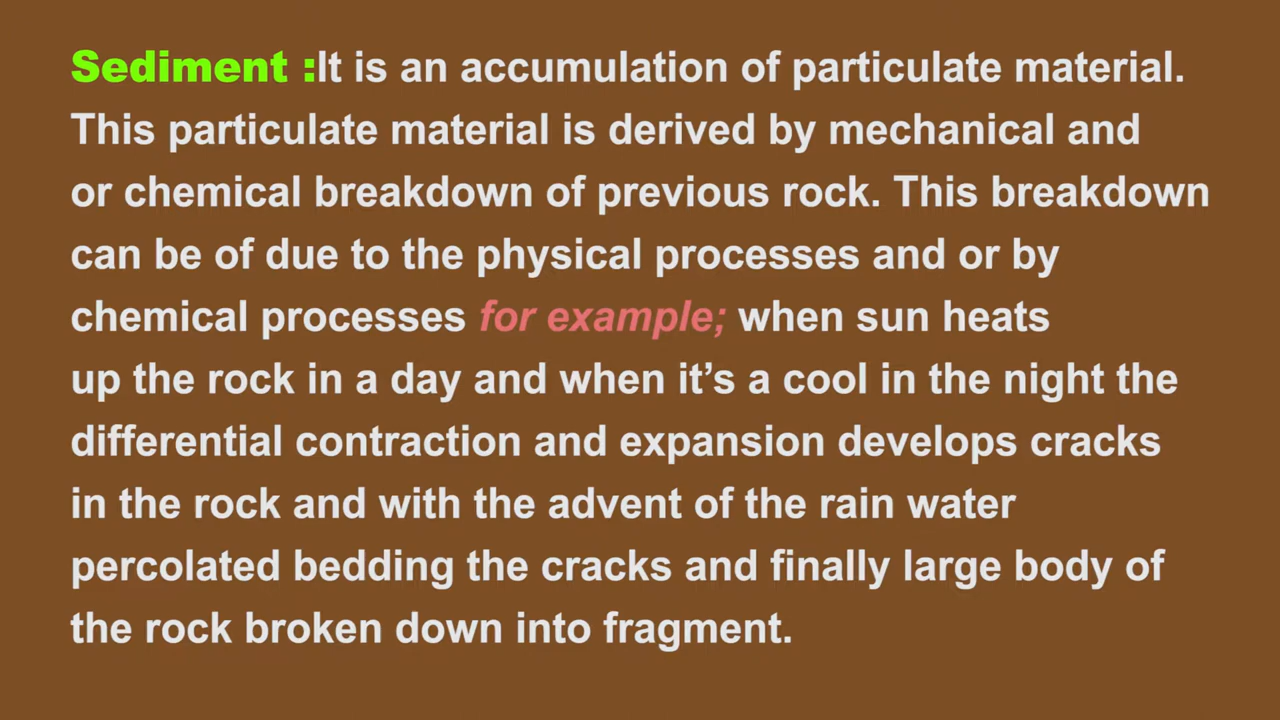 Sediment :It is an accumulation of particulate material.
This particulate material is derived by mechanical and
or chemical breakdown of previous rock. This breakdown
can be of due to the physical processes and or by
chemical processes for example; when sun heats
up the rock in a day and when it’s a cool in the night the
differential contraction and expansion develops cracks
in the rock and with the advent of the rain water
percolated bedding the cracks and finally large body of
the rock broken down into fragment.